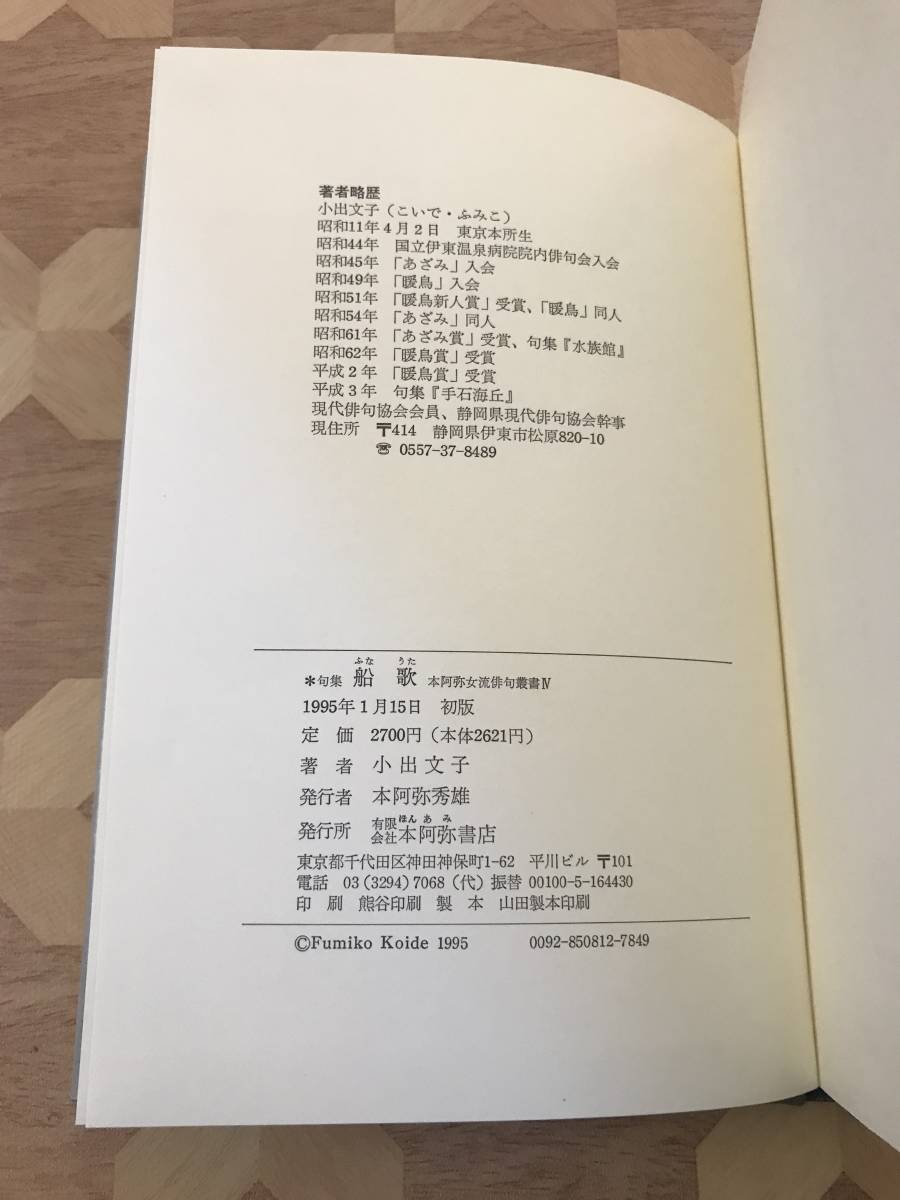 著者略歴
小出文子（こいで・ふみこ）
昭和11年4月2日　東京本所生
昭和44年　国立伊東温泉病院院内俳句会入会
昭和45年　「あざみ」入会
昭和49年　「暖鳥」入会
昭和51年　「暖鳥新人賞」受賞、「暖鳥」同人
昭和54年　「あざみ」同人
昭和61年　「あざみ賞」受賞、句集『水族館』
昭和62年　「暖鳥賞」受賞
平成2年　「暖鳥賞」受賞
平成3年　句集『手石海丘』
現代俳句協会会員、静岡県現代俳句協会幹事
現住所　〒414　静岡県伊東市松原820-10
☎ 0557-37-8489
ふな　うた
＊句集　船　歌　本阿弥女流俳句叢書Ⅳ
1995年1月15日　初版
定　価　2700円（本体2621円）
著　者　小出文子
発行者　本阿弥秀雄
ほんあみ
発行所　有限会社本阿弥書店
東京都千代田区神田神保町1-62　平川ビル　〒101
電話　03（3294）7068（代）振替　00100-5-164430
印　刷　熊谷印刷　製　本　山田製本印刷
©Fumiko Koide 1995　0092-850812-7849